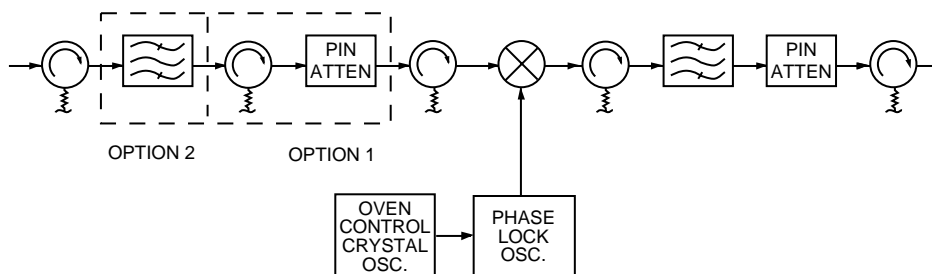 PIN
ATTEN
PIN
ATTEN
OPTION 2
OPTION 1
OVEN
CONTROL
CRYSTAL
OSC.
PHASE
LOCK
OSC.